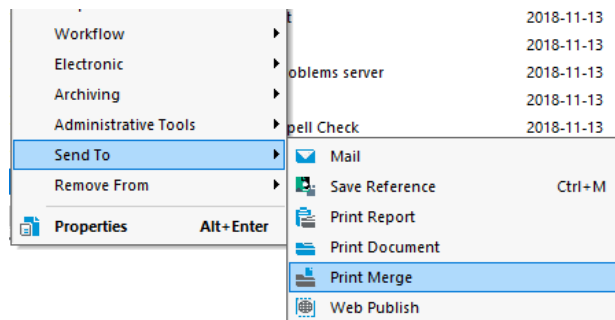 Workflow
Electronic
Archiving
Administrative Tools
Send To
Remove From
Properties Alt+Enter
t 2018-11-13
2018-11-13
oblems server 2018-11-13
2018-11-13
pell Check 2018-11-13
Mail
Save Reference Ctrl+M
Print Report
Print Document
Print Merge
Web Publish